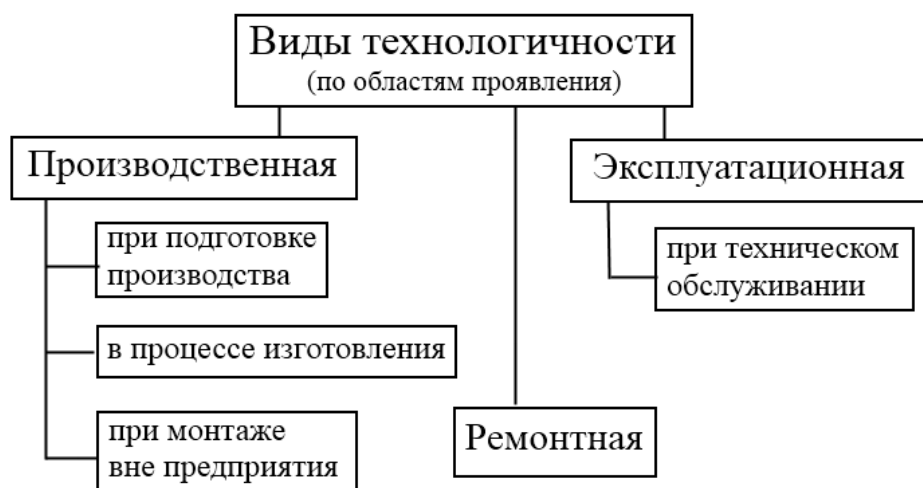 Виды технологичности
(по областям проявления)
Производственная
при подготовке
производства
в процессе изготовления
при монтаже
вне предприятия
Ремонтная
Эксплуатационная
при техническом
обслуживании